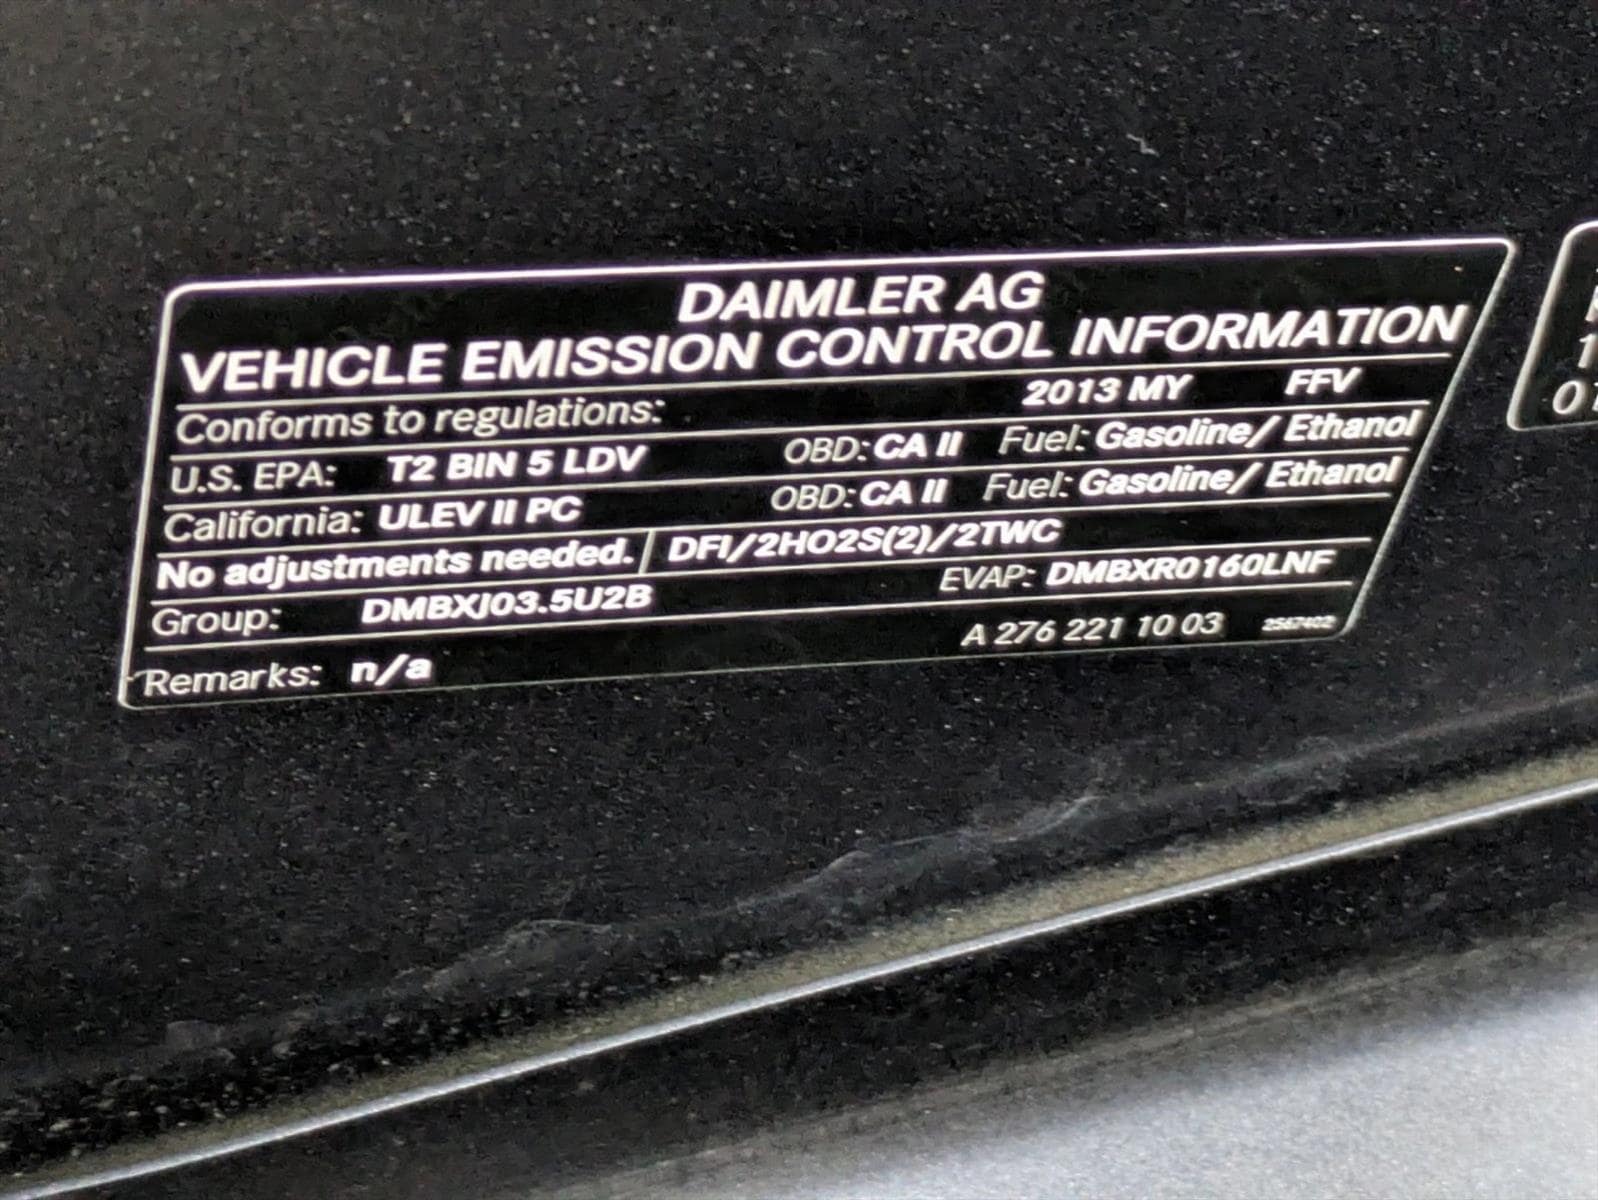 DAIMLER AG
VEHICLE EMISSION CONTROL INFORMATION
Conforms to regulations: 2013 MY FFV
U.S. EPA: T2 BIN 5 LDV OBD: CA II Fuel: Gasoline/ Ethanol
California: ULEV II PC OBD: CA II Fuel: Gasoline/ Ethanol
No adjustments needed. DFI/2HO2S(2)/2TWC
Group: DMBXJ03.5U2B EVAP: DMBXR0160LNF
Remarks: n/a A 276 221 10 03 2567402